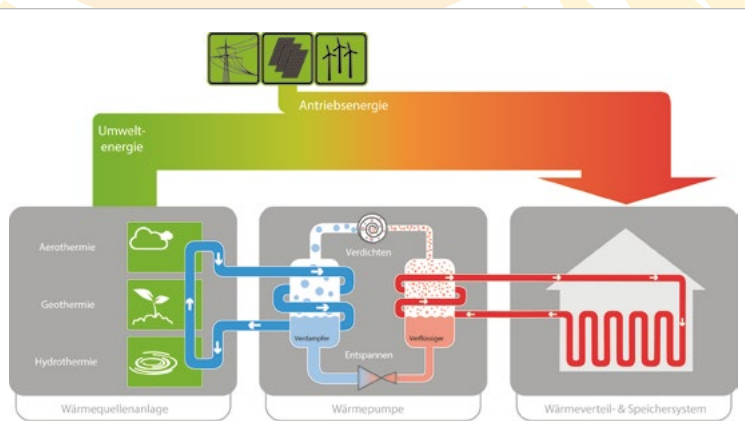 Antriebsenergie
Umwelt-
energie
Aerothermie
Geothermie
Hydrothermie
Verdichten
Verdampfer
Verflüssiger
Entspannen
Wärmequellenanlage
Wärmepumpe
Wärmeverteil- & Speichersystem